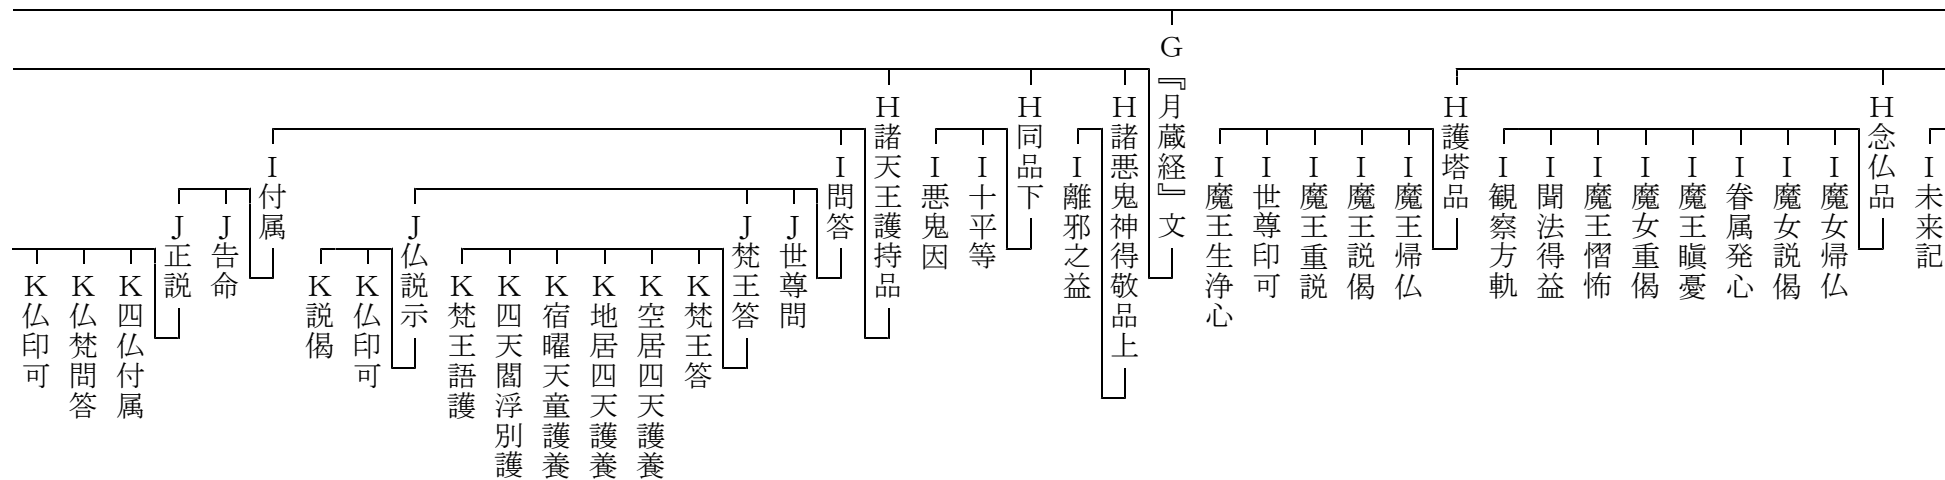 I未来記
H念仏品
I魔女帰仏
I魔女説偈
I眷属発心
I魔王瞋憂
I魔女重偈
I魔王慴怖
I聞法得益
I観察方軌
H護塔品
I魔王帰仏
I魔王説偈
I魔王重説
I世尊印可
I魔王生浄心
G『月蔵経』文
H諸悪鬼神得敬品上
I離邪之益
H同品下
I十平等
I悪鬼因
H諸天王護持品
I問答
J世尊問
J梵王答
K梵王答
K空居四天護養
K地居四天護養
K宿曜天童護養
K四天閻浮別護
K梵王語護
J仏説示
K仏印可
K説偈
I付属
J告命
J正説
K四仏付属
K仏梵問答
K仏印可